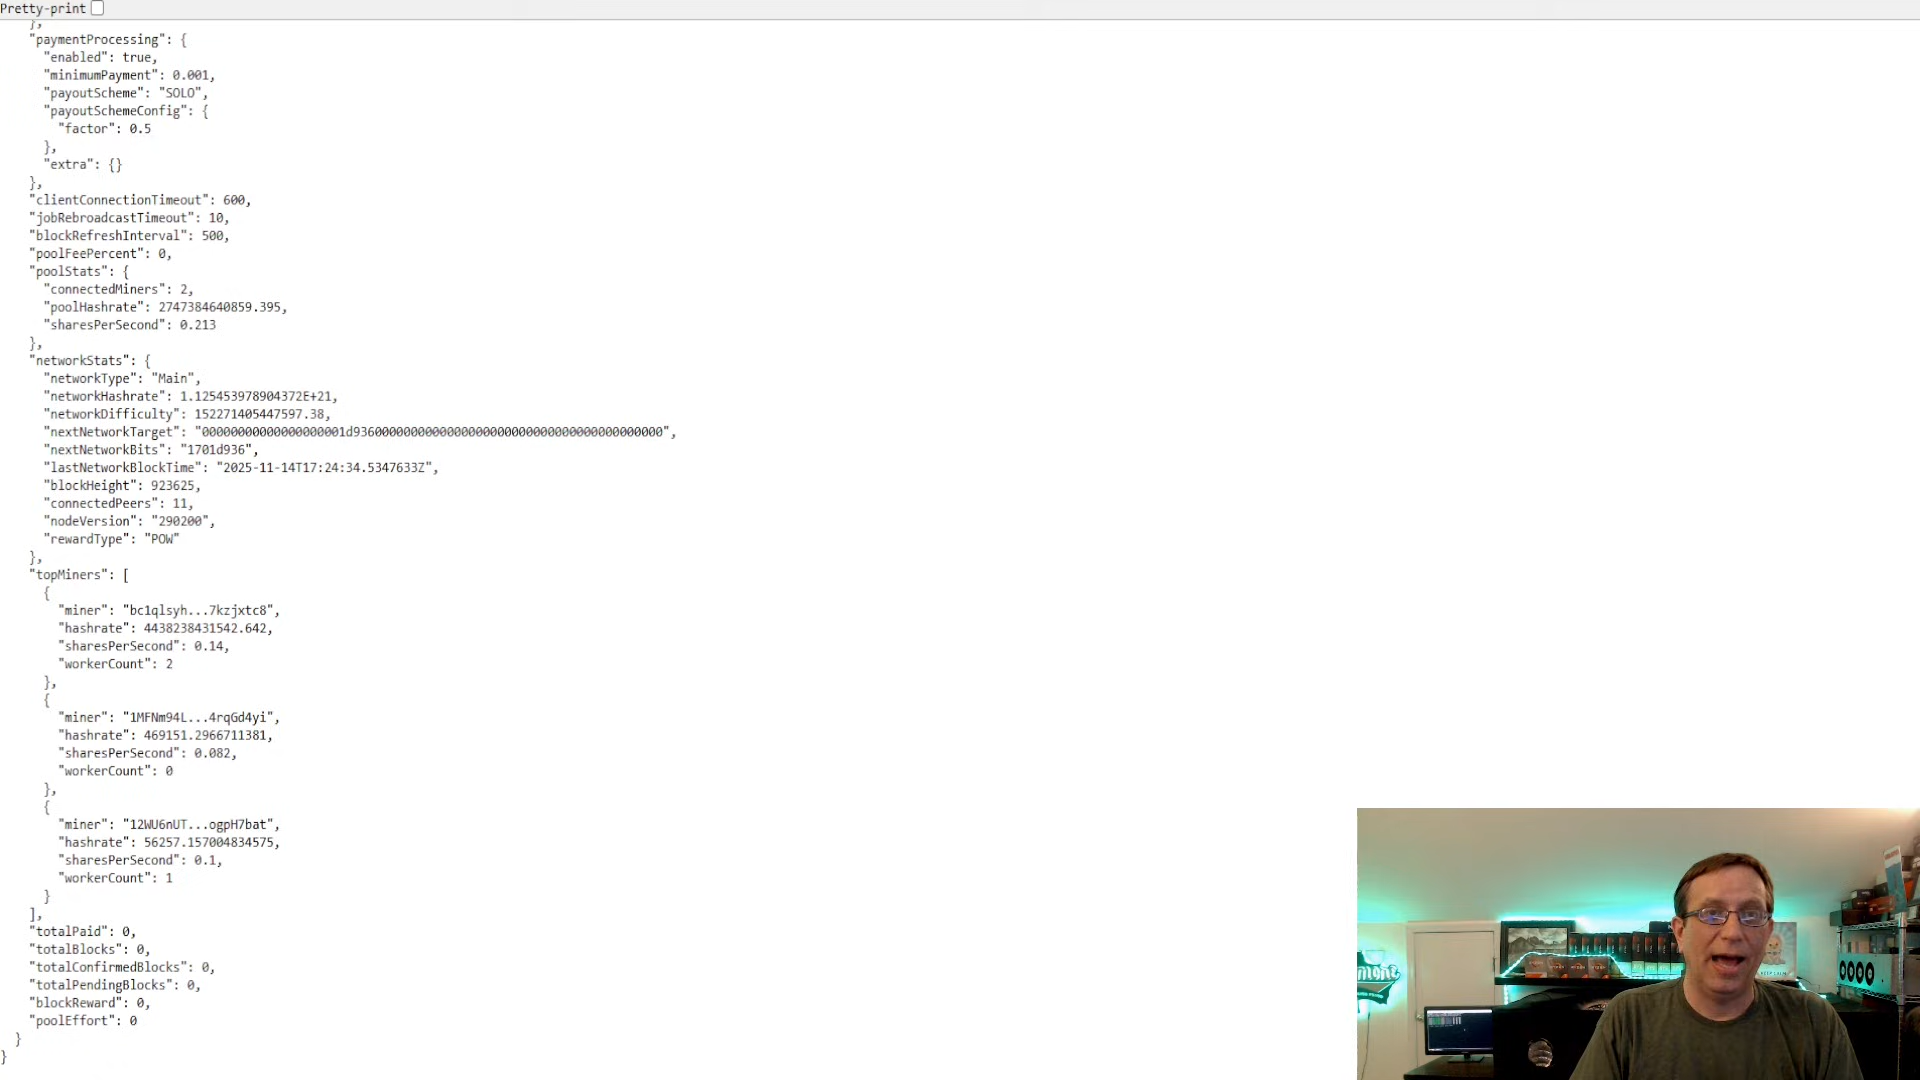 Pretty-print
},
"paymentProcessing": {
"enabled": true,
"minimumPayment": 0.001,
"payoutScheme": "SOLO",
"payoutSchemeConfig": {
"factor": 0.5
},
"extra": {}
},
"clientConnectionTimeout": 600,
"jobRebroadcastTimeout": 10,
"blockRefreshInterval": 500,
"poolFeePercent": 0,
"poolStats": {
"connectedMiners": 2,
"poolHashrate": 2747384640859.395,
"sharesPerSecond": 0.213
},
"networkStats": {
"networkType": "Main",
"networkHashrate": 1.125453978904372E+21,
"networkDifficulty": 152271405447597.38,
"nextNetworkTarget": "00000000000000000001d93600000000000000000000000000000000000000000",
"nextNetworkBits": "1701d936",
"lastNetworkBlockTime": "2025-11-14T17:24:34.5347633Z",
"blockHeight": 923625,
"connectedPeers": 11,
"nodeVersion": "290200",
"rewardType": "POW"
},
"topMiners": [
{
"miner": "bc1qlsyh...7kzjxtc8",
"hashrate": 4438238431542.642,
"sharesPerSecond": 0.14,
"workerCount": 2
},
{
"miner": "1MFNm94L...4rqGd4yi",
"hashrate": 469151.2966711381,
"sharesPerSecond": 0.082,
"workerCount": 0
},
{
"miner": "12WU6nUT...ogpH7bat",
"hashrate": 56257.157004834575,
"sharesPerSecond": 0.1,
"workerCount": 1
}
],
"totalPaid": 0,
"totalBlocks": 0,
"totalConfirmedBlocks": 0,
"totalPendingBlocks": 0,
"blockReward": 0,
"poolEffort": 0
}
}